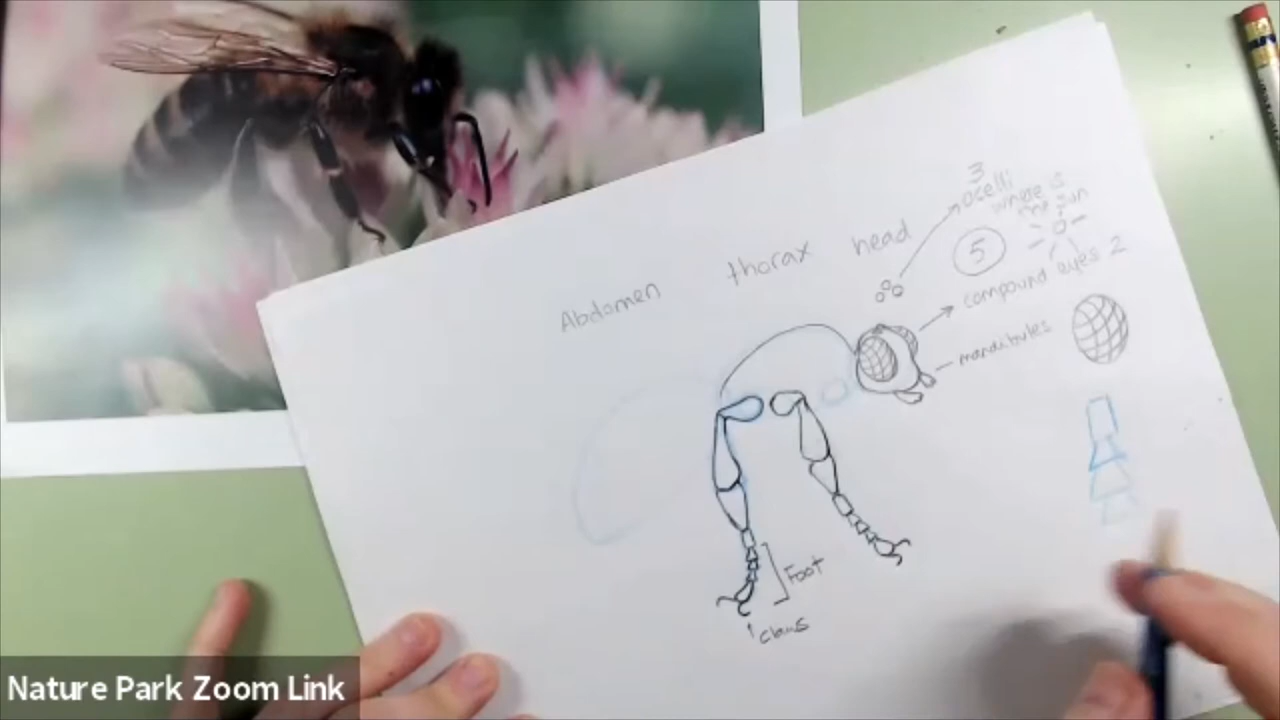 3
ocelli
where is
the sun
5
head
thorax
Abdomen
compound eyes 2
mandibules
Foot
claws
Nature Park Zoom Link